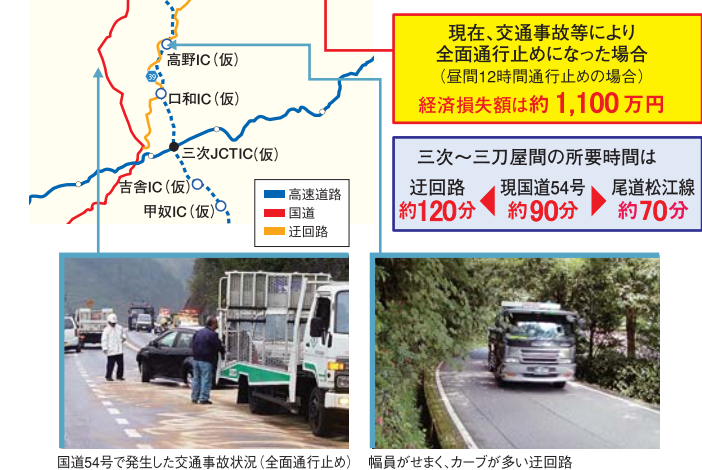 現在、交通事故等により
全面通行止めになった場合
（昼間12時間通行止めの場合）
経済損失額は約 1,100 万円
三次～三刀屋間の所要時間は
迂回路 現国道54号 尾道松江線
約120分 約90分 約70分
高野IC（仮）
39
口和IC（仮）
三次JCTIC(仮)
吉舎IC（仮）
甲奴IC（仮）
高速道路
国道
迂回路
国道54号で発生した交通事故状況（全面通行止め）
幅員がせまく、カーブが多い迂回路